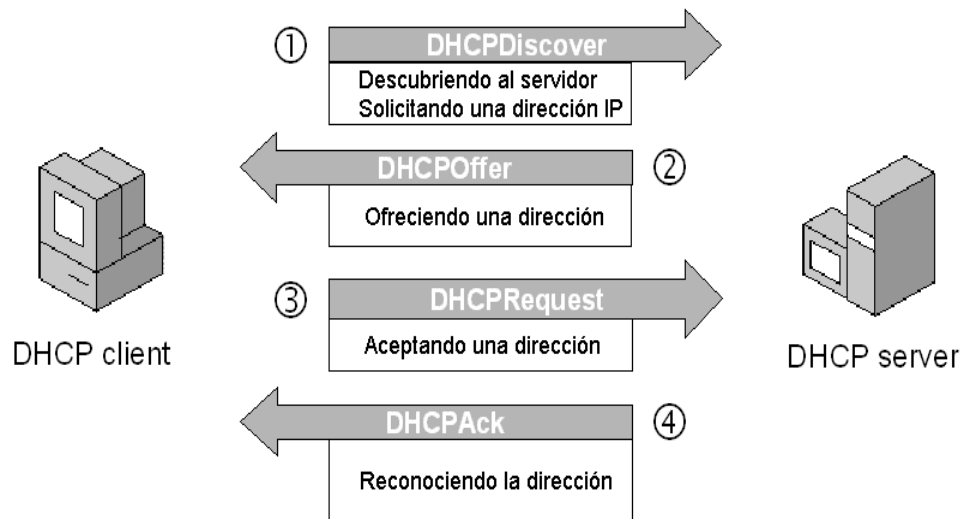 ① DHCPDiscover
Descubriendo al servidor
Solicitando una dirección IP
DHCPOffer ②
Ofreciendo una dirección
③ DHCPRequest
Aceptando una dirección
DHCP client
DHCP server
DHCPAck ④
Reconociendo la dirección